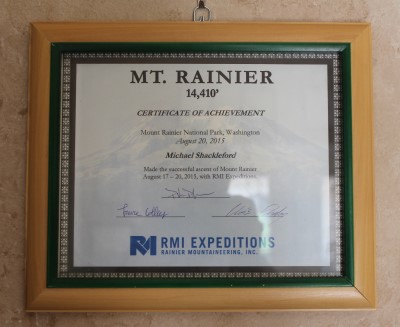 MT. RAINIER
14,410'
CERTIFICATE OF ACHIEVEMENT
Mount Rainier National Park, Washington
August 20, 2015
Michael Shackleford
Made the successful ascent of Mount Rainier
August 17 – 20, 2015, with RMI Expeditions
RMI EXPEDITIONS
RAINIER MOUNTAINEERING, INC.